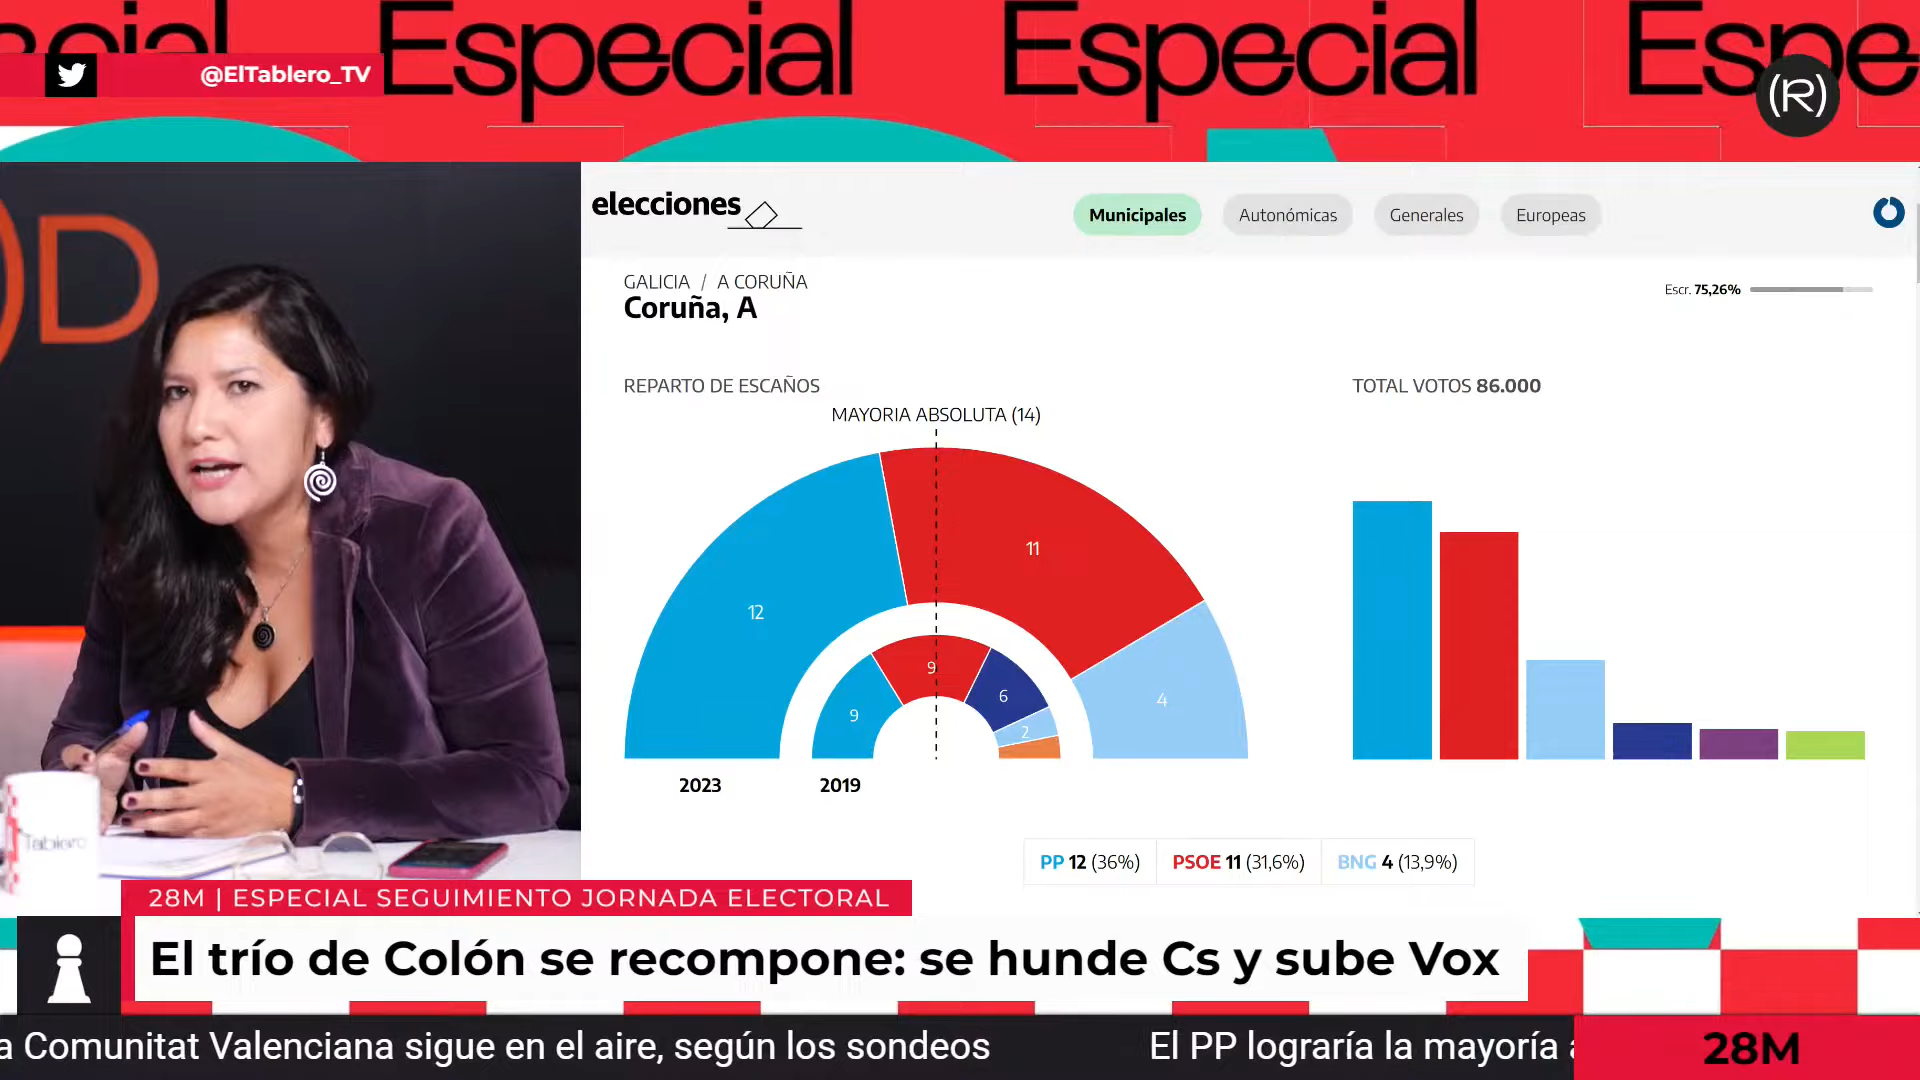 ecial Especial Especial Espe
@ElTablero_TV
(R)
D
elecciones
Municipales Autonómicas Generales Europeas
GALICIA / A CORUÑA
Coruña, A
Escr. 75,26%
REPARTO DE ESCAÑOS
TOTAL VOTOS 86.000
MAYORIA ABSOLUTA (14)
11
12
4
9
6
9
2
2023 2019
PP 12 (36%) PSOE 11 (31,6%) BNG 4 (13,9%)
Tablero
28M | ESPECIAL SEGUIMIENTO JORNADA ELECTORAL
El trío de Colón se recompone: se hunde Cs y sube Vox
a Comunitat Valenciana sigue en el aire, según los sondeos El PP lograría la mayoría a
28M